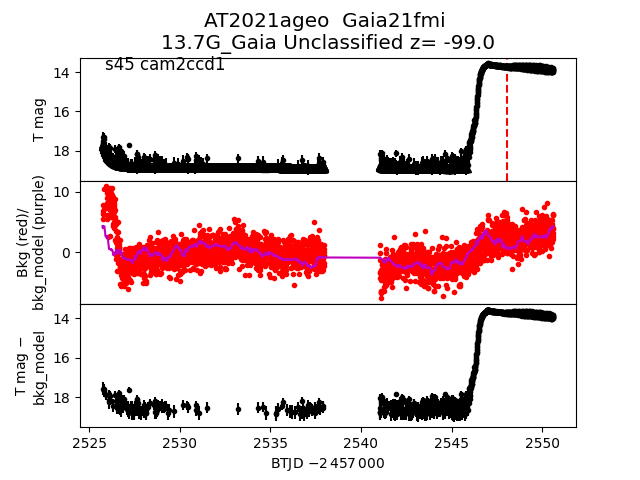 AT2021ageo  Gaia21fmi
13.7G_Gaia Unclassified z= -99.0
s45 cam2ccd1
14
16
18
T mag
10
0
Bkg (red)/
bkg_model (purple)
14
16
18
T mag −
bkg_model
2525
2530
2535
2540
2545
2550
BTJD −2 457 000